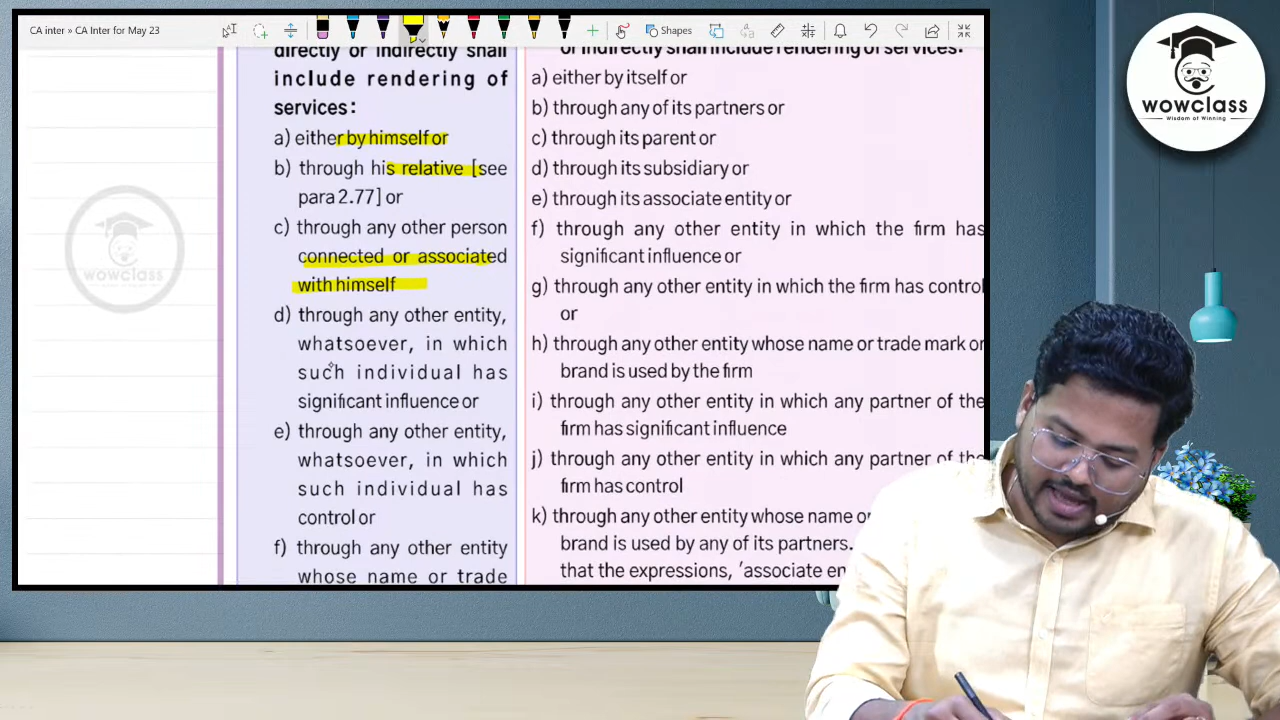 CA inter » CA Inter for May 23
Shapes
directly or indirectly shall
include rendering of
services:
a) either by himself or
b) through his relative [see
para 2.77] or
c) through any other person
connected or associated
with himself
d) through any other entity,
whatsoever, in which
such individual has
significant influence or
e) through any other entity,
whatsoever, in which
such individual has
control or
f) through any other entity
whose name or trade
or indirectly shall include rendering of services:
a) either by itself or
b) through any of its partners or
c) through its parent or
d) through its subsidiary or
e) through its associate entity or
f) through any other entity in which the firm has
significant influence or
g) through any other entity in which the firm has control
or
h) through any other entity whose name or trade mark or
brand is used by the firm
i) through any other entity in which any partner of the
firm has significant influence
j) through any other entity in which any partner of the
firm has control
k) through any other entity whose name or
brand is used by any of its partners.
that the expressions, 'associate en
wowclass
wowclass
Wisdom of Winning